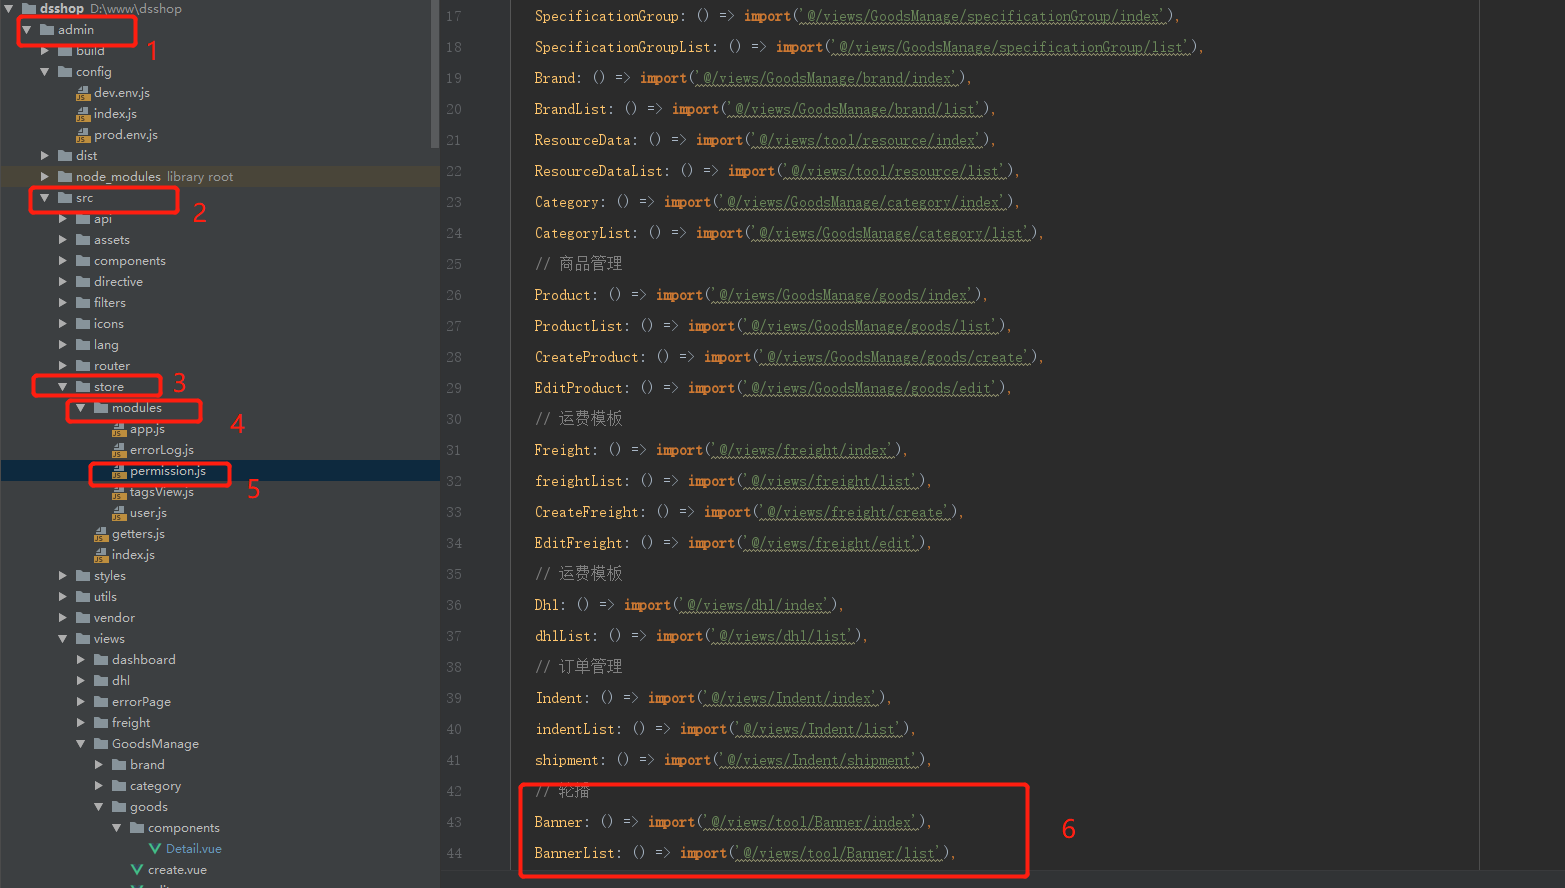 dsshop D:\www\dsshop
admin
1
build
config
dev.env.js
index.js
prod.env.js
dist
node_modules library root
src
2
api
assets
components
directive
filters
icons
lang
router
store
3
modules
4
app.js
errorLog.js
permission.js
5
tagsView.js
user.js
getters.js
index.js
styles
utils
vendor
views
dashboard
dhl
errorPage
freight
GoodsManage
brand
category
goods
components
Detail.vue
create.vue
17 SpecificationGroup: () => import('@/views/GoodsManage/specificationGroup/index'),
18 SpecificationGroupList: () => import('@/views/GoodsManage/specificationGroup/list'),
19 Brand: () => import('@/views/GoodsManage/brand/index'),
20 BrandList: () => import('@/views/GoodsManage/brand/list'),
21 ResourceData: () => import('@/views/tool/resource/index'),
22 ResourceDataList: () => import('@/views/tool/resource/list'),
23 Category: () => import('@/views/GoodsManage/category/index'),
24 CategoryList: () => import('@/views/GoodsManage/category/list'),
25 // 商品管理
26 Product: () => import('@/views/GoodsManage/goods/index'),
27 ProductList: () => import('@/views/GoodsManage/goods/list'),
28 CreateProduct: () => import('@/views/GoodsManage/goods/create'),
29 EditProduct: () => import('@/views/GoodsManage/goods/edit'),
30 // 运费模板
31 Freight: () => import('@/views/freight/index'),
32 freightList: () => import('@/views/freight/list'),
33 CreateFreight: () => import('@/views/freight/create'),
34 EditFreight: () => import('@/views/freight/edit'),
35 // 运费模板
36 Dhl: () => import('@/views/dhl/index'),
37 dhlList: () => import('@/views/dhl/list'),
38 // 订单管理
39 Indent: () => import('@/views/Indent/index'),
40 indentList: () => import('@/views/Indent/list'),
41 shipment: () => import('@/views/Indent/shipment'),
42 // 轮播
43 Banner: () => import('@/views/tool/Banner/index'),
44 BannerList: () => import('@/views/tool/Banner/list'),
6